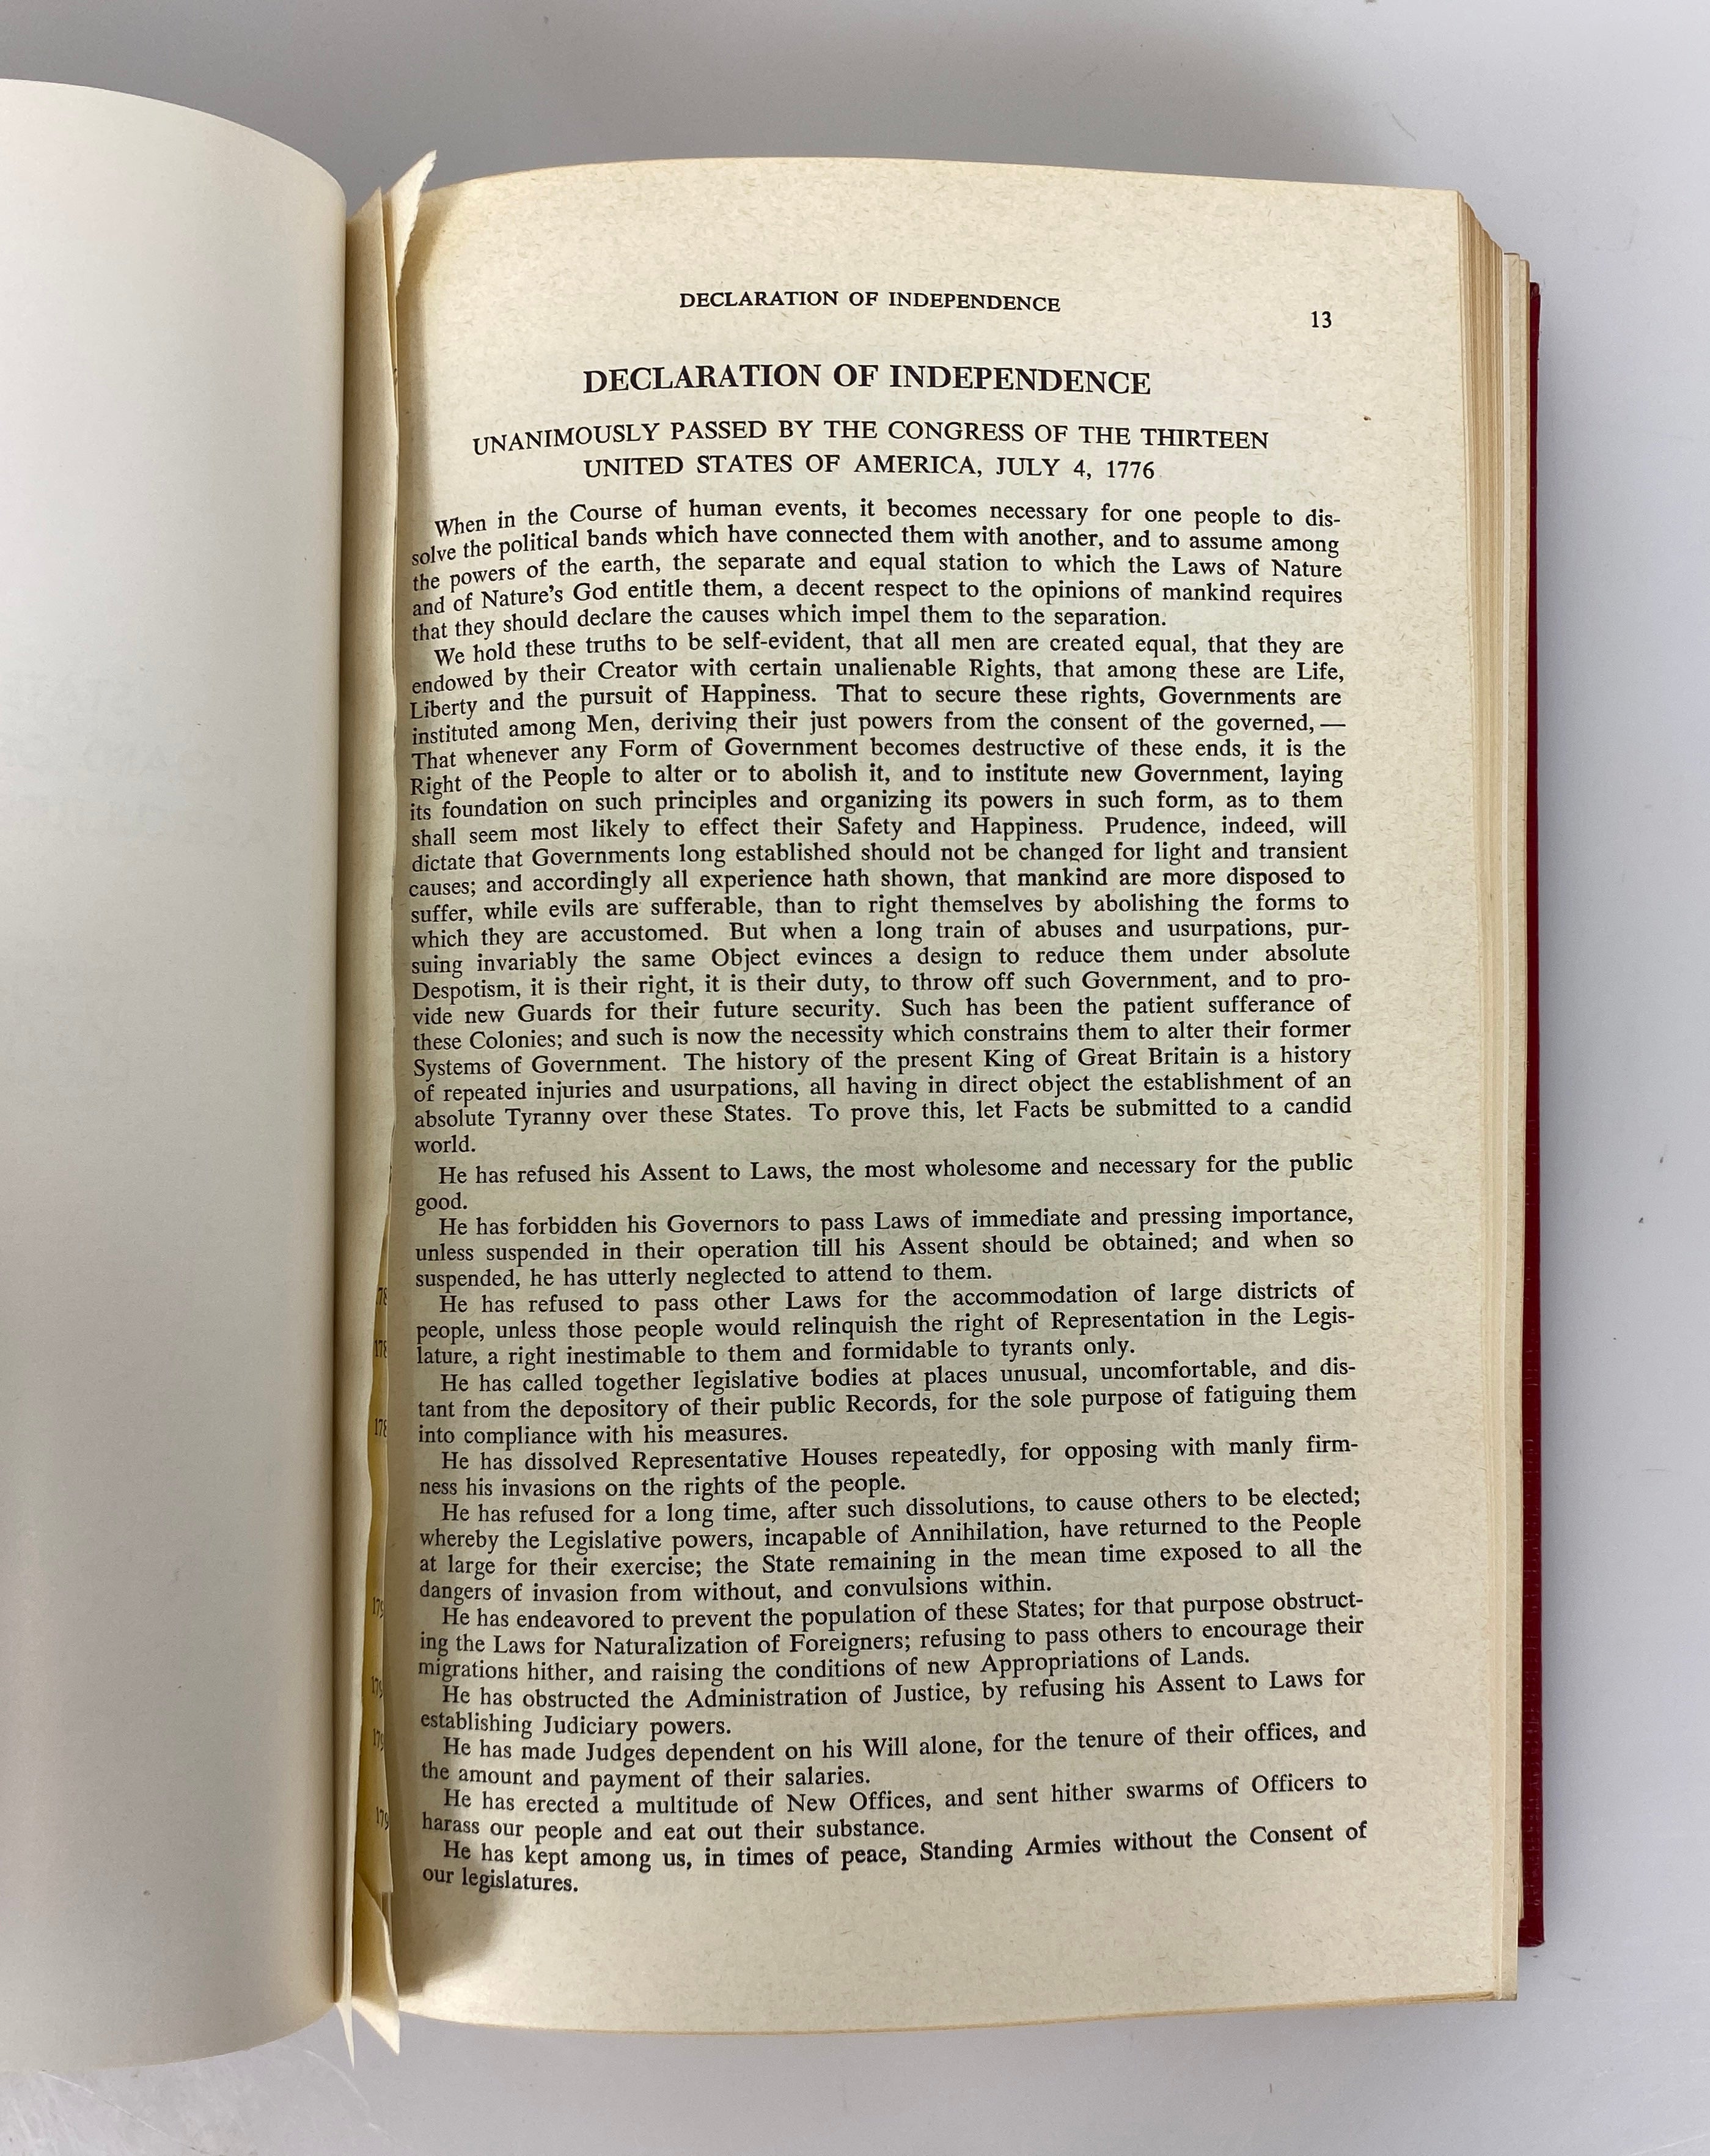 DECLARATION OF INDEPENDENCE
13
DECLARATION OF INDEPENDENCE
UNANIMOUSLY PASSED BY THE CONGRESS OF THE THIRTEEN
UNITED STATES OF AMERICA, JULY 4, 1776
When in the Course of human events, it becomes necessary for one people to dis-
solve the political bands which have connected them with another, and to assume among
the powers of the earth, the separate and equal station to which the Laws of Nature
and of Nature's God entitle them, a decent respect to the opinions of mankind requires
that they should declare the causes which impel them to the separation.
We hold these truths to be self-evident, that all men are created equal, that they are
endowed by their Creator with certain unalienable Rights, that among these are Life,
Liberty and the pursuit of Happiness. That to secure these rights, Governments are
instituted among Men, deriving their just powers from the consent of the governed,—
That whenever any Form of Government becomes destructive of these ends, it is the
Right of the People to alter or to abolish it, and to institute new Government, laying
its foundation on such principles and organizing its powers in such form, as to them
shall seem most likely to effect their Safety and Happiness. Prudence, indeed, will
dictate that Governments long established should not be changed for light and transient
causes; and accordingly all experience hath shown, that mankind are more disposed to
suffer, while evils are sufferable, than to right themselves by abolishing the forms to
which they are accustomed. But when a long train of abuses and usurpations, pur-
suing invariably the same Object evinces a design to reduce them under absolute
Despotism, it is their right, it is their duty, to throw off such Government, and to pro-
vide new Guards for their future security. Such has been the patient sufferance of
these Colonies; and such is now the necessity which constrains them to alter their former
Systems of Government. The history of the present King of Great Britain is a history
of repeated injuries and usurpations, all having in direct object the establishment of an
absolute Tyranny over these States. To prove this, let Facts be submitted to a candid
world.
He has refused his Assent to Laws, the most wholesome and necessary for the public
good.
He has forbidden his Governors to pass Laws of immediate and pressing importance,
unless suspended in their operation till his Assent should be obtained; and when so
suspended, he has utterly neglected to attend to them.
He has refused to pass other Laws for the accommodation of large districts of
people, unless those people would relinquish the right of Representation in the Legis-
lature, a right inestimable to them and formidable to tyrants only.
He has called together legislative bodies at places unusual, uncomfortable, and dis-
tant from the depository of their public Records, for the sole purpose of fatiguing them
into compliance with his measures.
He has dissolved Representative Houses repeatedly, for opposing with manly firm-
ness his invasions on the rights of the people.
He has refused for a long time, after such dissolutions, to cause others to be elected;
whereby the Legislative powers, incapable of Annihilation, have returned to the People
at large for their exercise; the State remaining in the mean time exposed to all the
dangers of invasion from without, and convulsions within.
He has endeavored to prevent the population of these States; for that purpose obstruct-
ing the Laws for Naturalization of Foreigners; refusing to pass others to encourage their
migrations hither, and raising the conditions of new Appropriations of Lands.
He has obstructed the Administration of Justice, by refusing his Assent to Laws for
establishing Judiciary powers.
He has made Judges dependent on his Will alone, for the tenure of their offices, and
the amount and payment of their salaries.
He has erected a multitude of New Offices, and sent hither swarms of Officers to
harass our people and eat out their substance.
He has kept among us, in times of peace, Standing Armies without the Consent of
our legislatures.